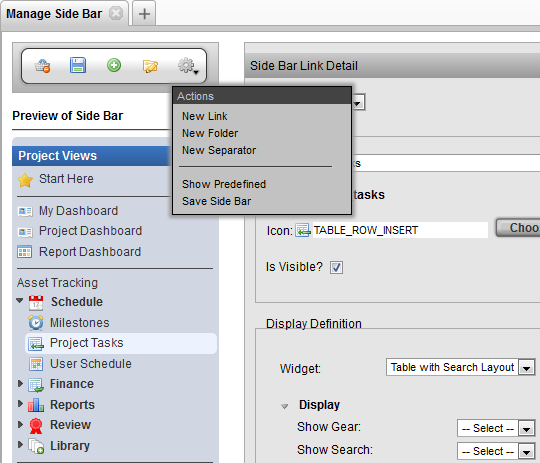 Manage Side Bar
Preview of Side Bar
Project Views
Start Here
My Dashboard
Project Dashboard
Report Dashboard
Asset Tracking
Schedule
Milestones
Project Tasks
User Schedule
Finance
Reports
Review
Library
Actions
New Link
New Folder
New Separator
Show Predefined
Save Side Bar
Side Bar Link Detail
tasks
Icon: TABLE_ROW_INSERT
Choo
Is Visible?
Display Definition
Widget: Table with Search Layout
Display
Show Gear: -- Select --
Show Search: -- Select --